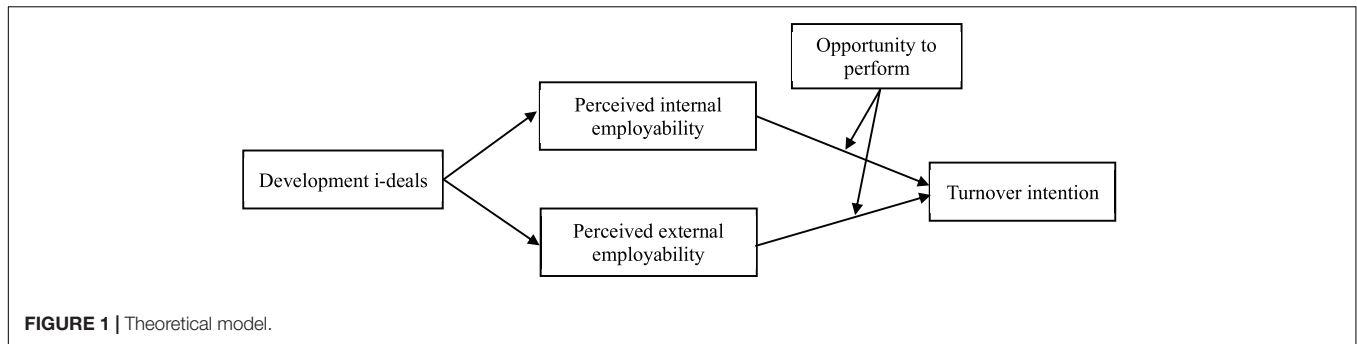 Opportunity to
perform
Perceived internal
employability
Development i-deals
Turnover intention
Perceived external
employability
FIGURE 1 | Theoretical model.